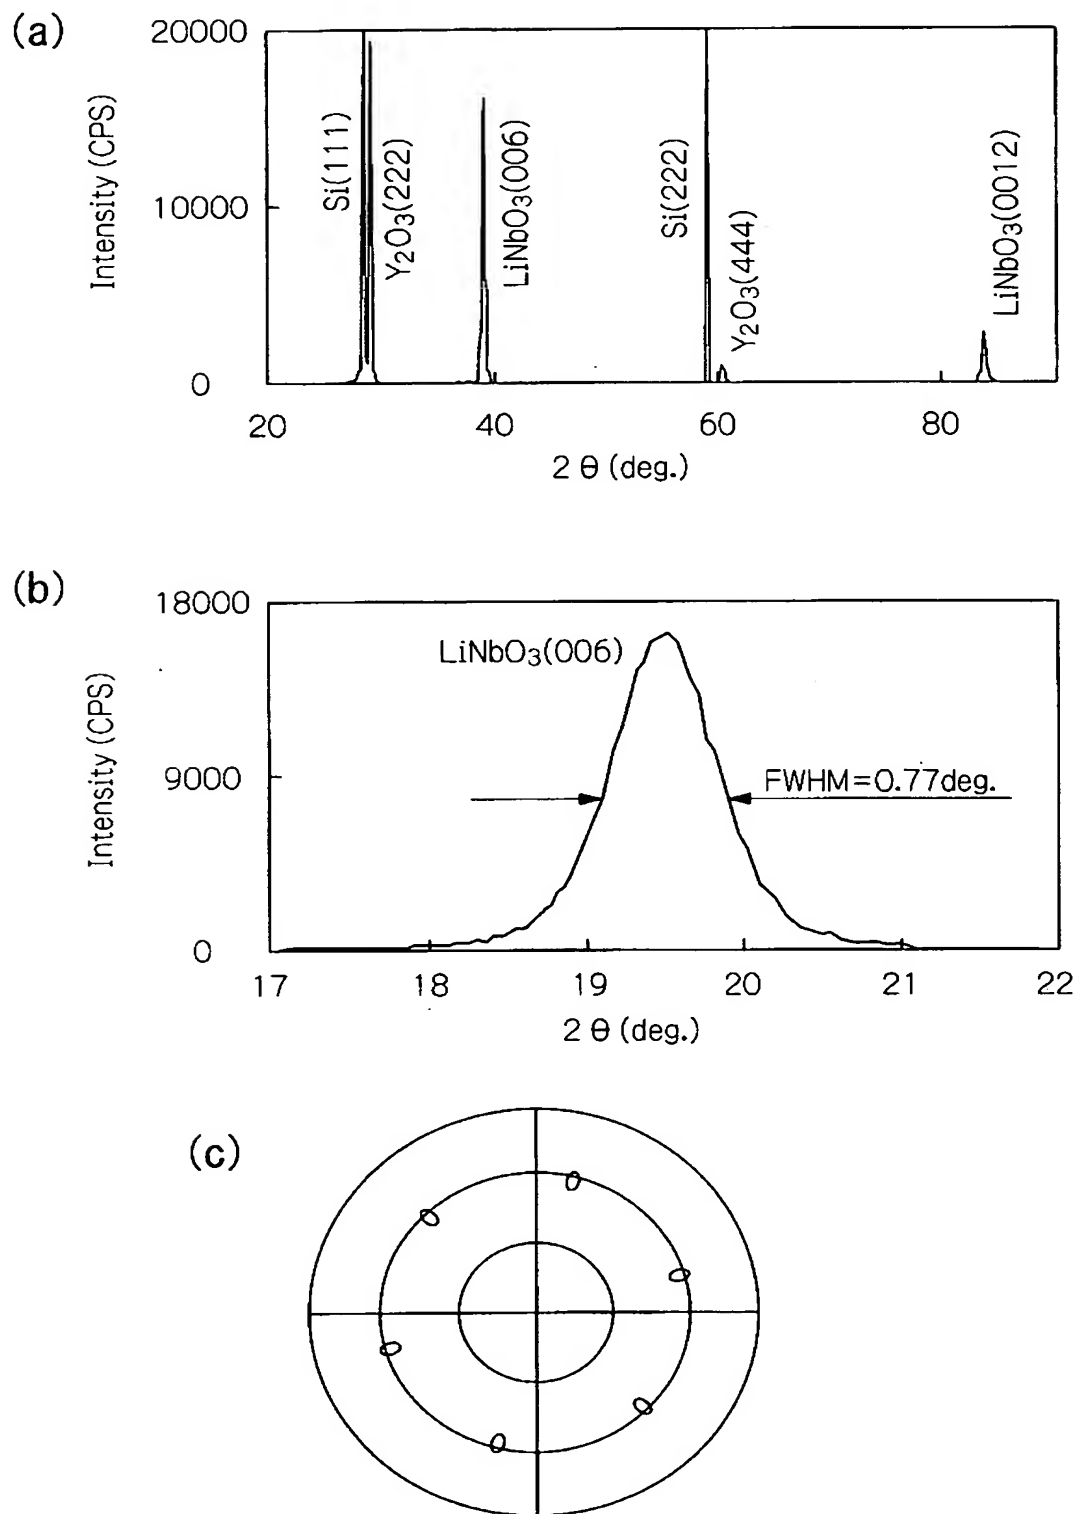 (a)
20000
10000
0
Intensity (CPS)
Si(111)
Y2O3(222)
LiNbO3(006)
Si(222)
Y2O3(444)
LiNbO3(0012)
20
40
60
80
2 θ (deg.)
(b)
18000
9000
0
Intensity (CPS)
LiNbO3(006)
FWHM=0.77deg.
17
18
19
20
21
22
2 θ (deg.)
(c)